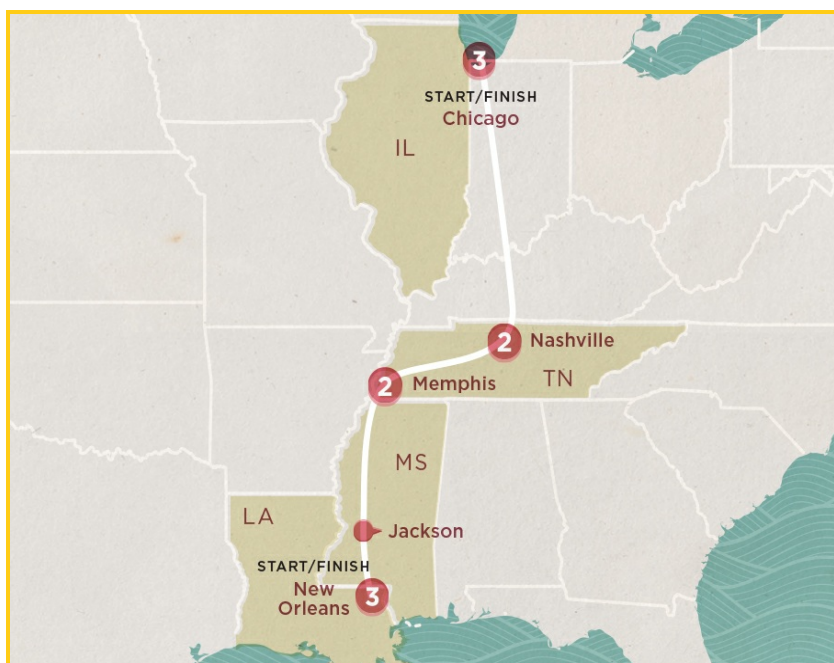 3
START/FINISH
Chicago
IL
2
Nashville
2
Memphis
TN
MS
LA
Jackson
START/FINISH
New
Orleans
3